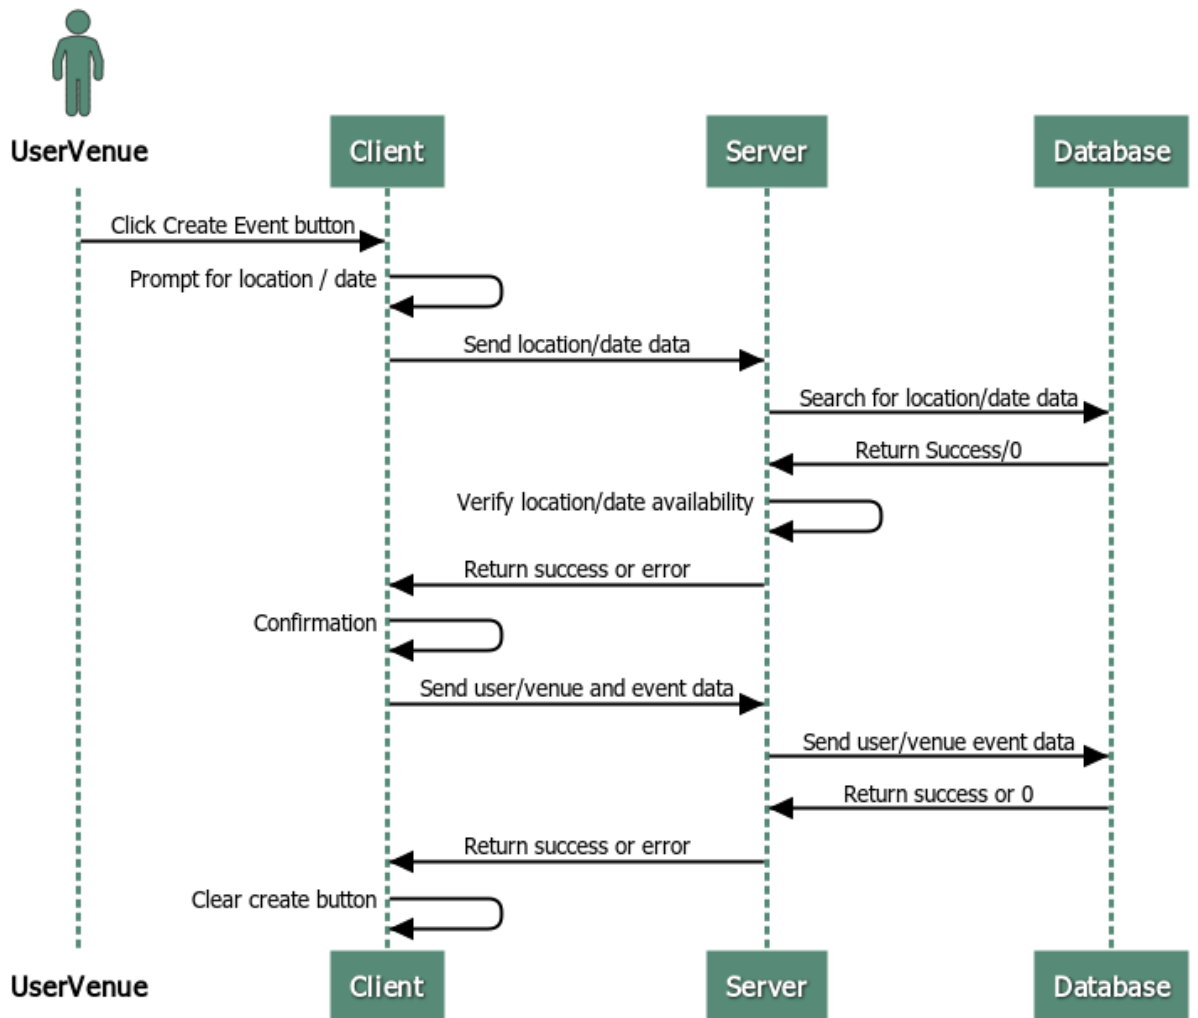 UserVenue
Client
Server
Database
Click Create Event button
Prompt for location / date
Send location/date data
Search for location/date data
Return Success/0
Verify location/date availability
Return success or error
Confirmation
Send user/venue and event data
Send user/venue event data
Return success or 0
Return success or error
Clear create button
UserVenue
Client
Server
Database